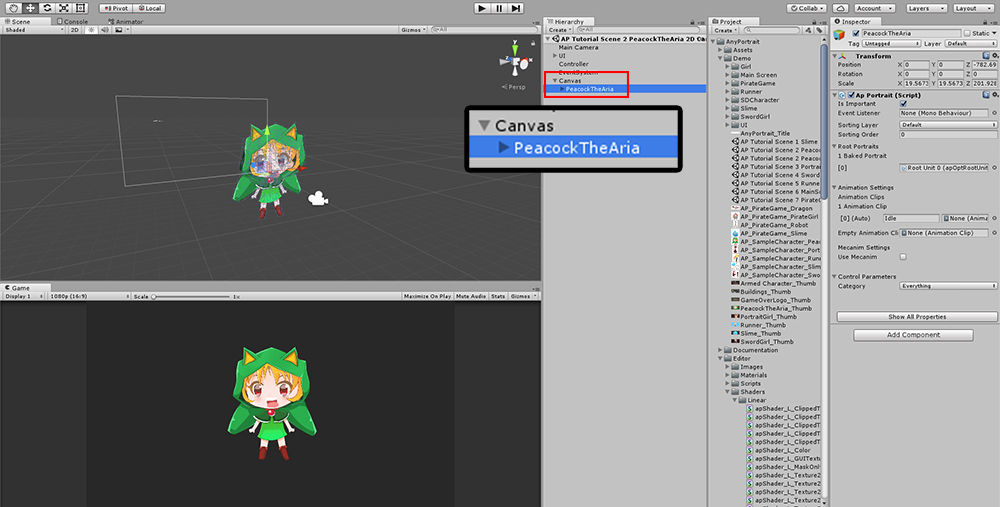 Pivot
Local
Collab
Account
Layers
Layout
Scene
Console
Animator
Shaded
2D
Gizmos
All
y
x
Persp
Game
Display 1
1080p (16:9)
Scale
1x
Maximize On Play
Mute Audio
Stats
Gizmos
Hierarchy
Create
All
AP Tutorial Scene 2 PeacockTheAria 2D Ca
Main Camera
UI
Controller
EventSystem
Canvas
PeacockTheAria
Canvas
PeacockTheAria
Project
Create
AnyPortrait
Assets
Demo
Girl
Main Screen
PirateGame
Runner
SDCharacter
Slime
SwordGirl
UI
AnyPortrait_Title
AP Tutorial Scene 1 Slime
AP Tutorial Scene 2 Peacoc
AP Tutorial Scene 2 Peacoc
AP Tutorial Scene 3 Portrai
AP Tutorial Scene 4 Sword
AP Tutorial Scene 5 Runne
AP Tutorial Scene 6 MainSc
AP Tutorial Scene 7 Pirate
AP_PirateGame_Dragon
AP_PirateGame_PirateGirl
AP_PirateGame_Robot
AP_PirateGame_Slime
AP_SampleCharacter_Peac
AP_SampleCharacter_Port
AP_SampleCharacter_Runn
AP_SampleCharacter_Slim
AP_SampleCharacter_Swo
Armed Character_Thumb
Buildings_Thumb
GameOverLogo_Thumb
PeacockTheAria_Thumb
PortraitGirl_Thumb
Runner_Thumb
Slime_Thumb
SwordGirl_Thumb
Documentation
Editor
Images
Materials
Scripts
Shaders
Linear
apShader_L_ClippedT
apShader_L_ClippedT
apShader_L_ClippedT
apShader_L_ClippedT
apShader_L_Color
apShader_L_GUITextur
apShader_L_MaskOnl
apShader_L_Texture2
apShader_L_Texture2
apShader_L_Texture2
apShader_L_Texture2
apShader_L_Texture2
Inspector
PeacockTheAria
Static
Tag
Untagged
Layer
Default
Transform
Position
X 0
Y 0
Z -782.69
Rotation
X 0
Y 0
Z 0
Scale
X 19.5673
Y 19.5673
Z 201.928
Ap Portrait (Script)
Is Important
Event Listener
None (Mono Behaviour)
Sorting Layer
Default
Sorting Order
0
Root Portraits
1 Baked Portrait
[0]
Root Unit 0 (apOptRootUnit
Animation Settings
Animation Clips
1 Animation Clip
[0] (Auto)
Idle
None (Anima
Empty Animation Cli
None (Animation Clip)
Mecanim Settings
Use Mecanim
Control Parameters
Category
Everything
Show All Properties
Add Component